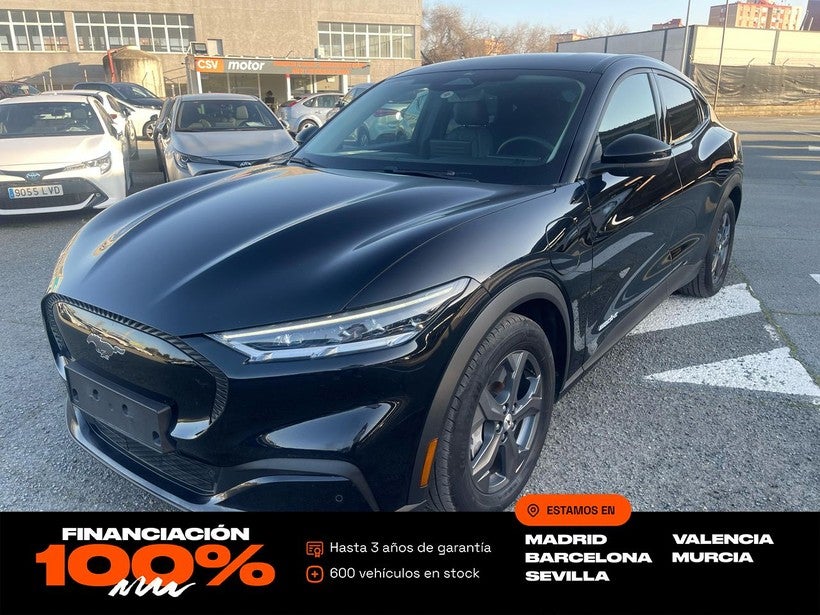 CSV motor
9055 LVD
ESTAMOS EN
FINANCIACIÓN
100%
Hasta 3 años de garantía
600 vehículos en stock
MADRID
BARCELONA
SEVILLA
VALENCIA
MURCIA